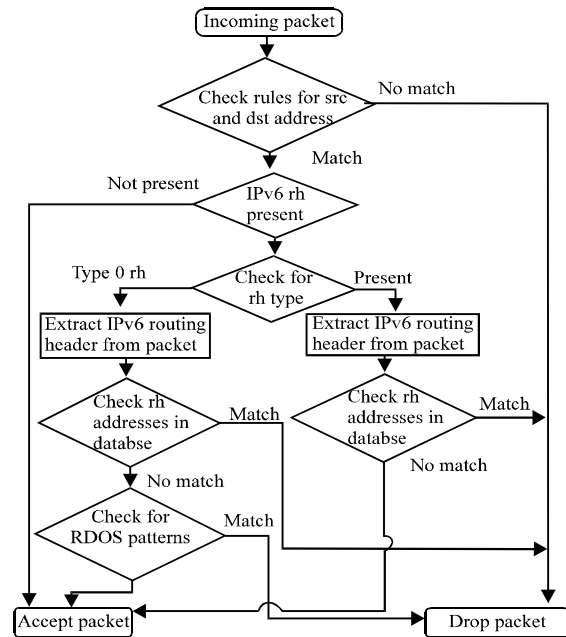 Incoming packet
Check rules for src
and dst address
No match
Match
Not present
IPv6 rh
present
Type 0 rh
Check for
rh type
Present
Extract IPv6 routing
header from packet
Extract IPv6 routing
header from packet
Check rh
addresses in
databse
Match
Check rh
addresses in
databse
Match
No match
No match
Check for
RDOS patterns
Match
Accept packet
Drop packet